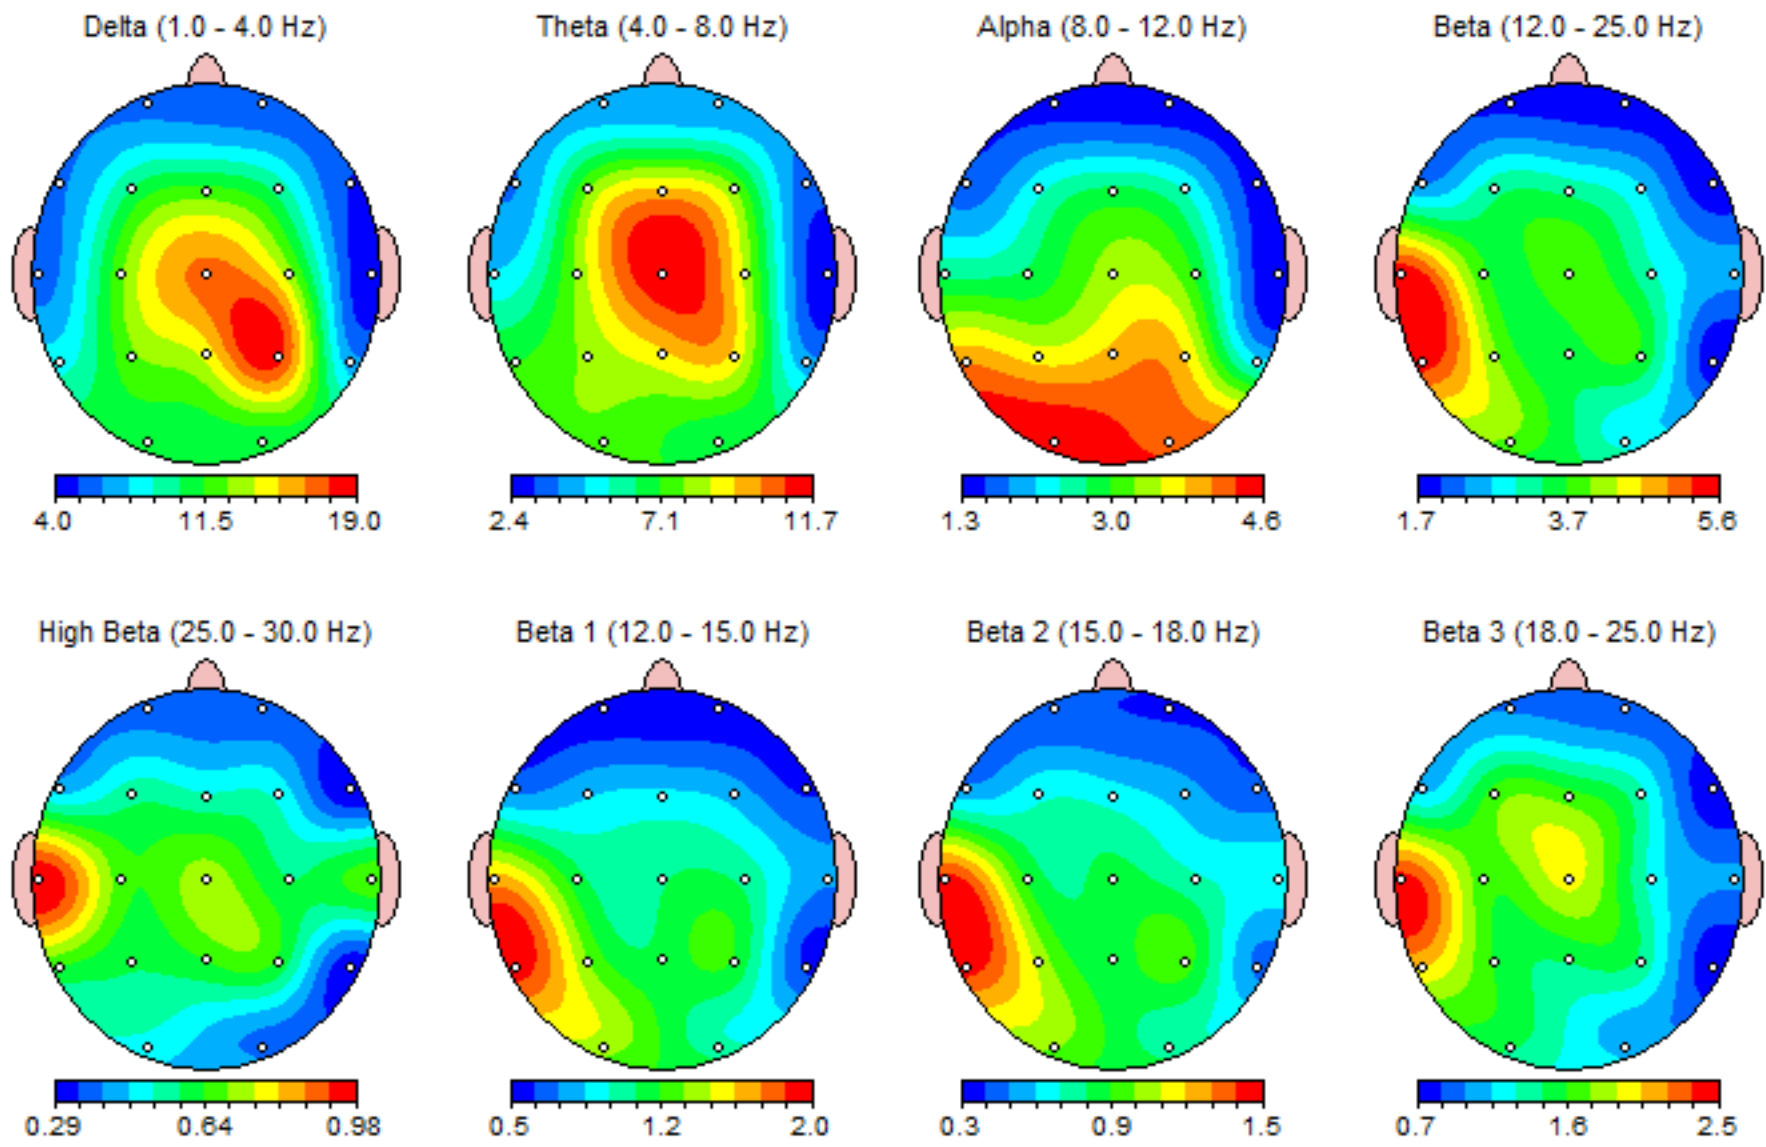 Delta (1.0 - 4.0 Hz)
Theta (4.0 - 8.0 Hz)
Alpha (8.0 - 12.0 Hz)
Beta (12.0 - 25.0 Hz)
4.0 11.5 19.0
2.4 7.1 11.7
1.3 3.0 4.6
1.7 3.7 5.6
High Beta (25.0 - 30.0 Hz)
Beta 1 (12.0 - 15.0 Hz)
Beta 2 (15.0 - 18.0 Hz)
Beta 3 (18.0 - 25.0 Hz)
0.29 0.64 0.98
0.5 1.2 2.0
0.3 0.9 1.5
0.7 1.6 2.5